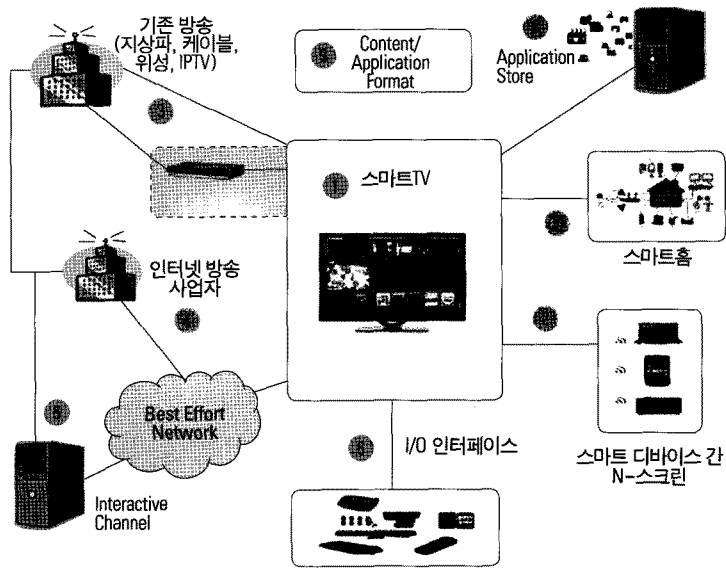 기존 방송
(지상파, 케이블,
위성, IPTV)
Content/
Application
Format
Application
Store
스마트TV
스마트홈
인터넷 방송
사업자
Best Effort
Network
I/O 인터페이스
스마트 디바이스 간
N-스크린
Interactive
Channel